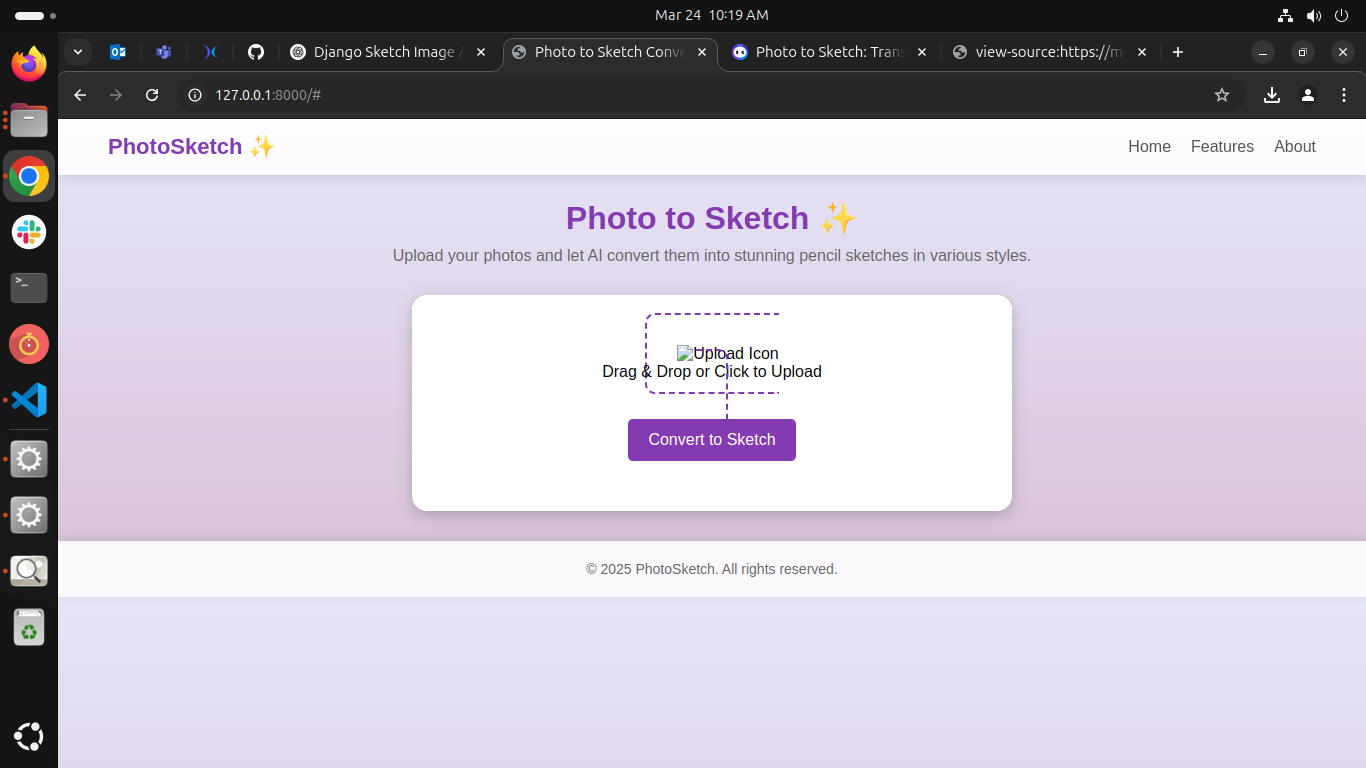 Mar 24 10:19 AM
Django Sketch Image
Photo to Sketch Conve
Photo to Sketch: Trans
view-source:https://m
127.0.0.1:8000/#
PhotoSketch ✨
Home Features About
Photo to Sketch ✨
Upload your photos and let AI convert them into stunning pencil sketches in various styles.
Upload Icon
Drag & Drop or Click to Upload
Convert to Sketch
© 2025 PhotoSketch. All rights reserved.